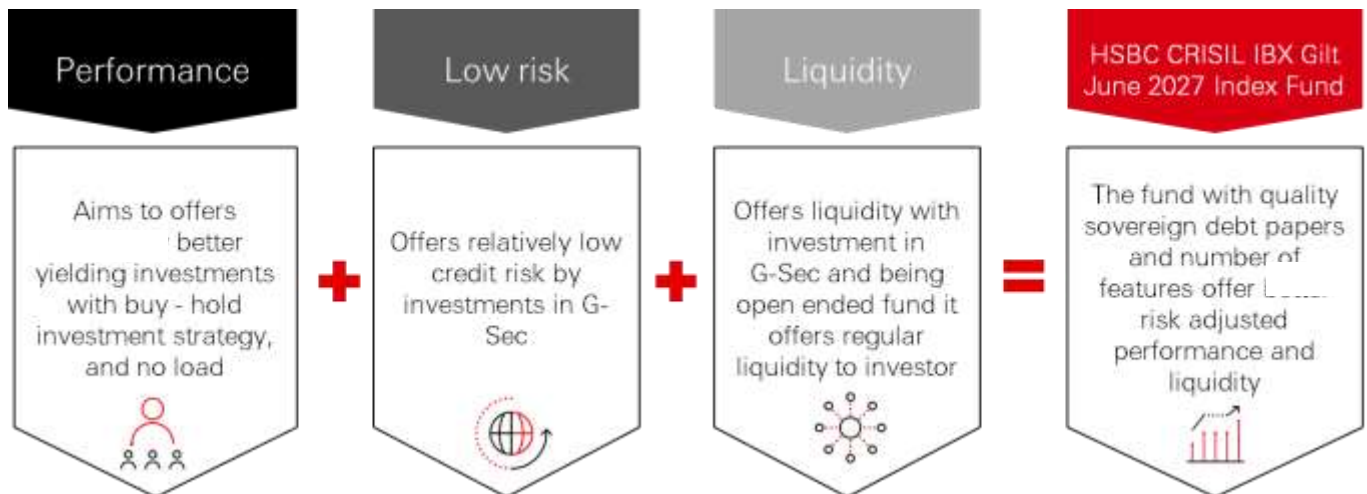 Performance
Low risk
Liquidity
HSBC CRISIL IBX Gilt
June 2027 Index Fund
Aims to offers
better
yielding investments
with buy - hold
investment strategy,
and no load
Offers relatively low
credit risk by
investments in G-
Sec
Offers liquidity with
investment in
G-Sec and being
open ended fund it
offers regular
liquidity to investor
The fund with quality
sovereign debt papers
and number of
features offer
risk adjusted
performance and
liquidity